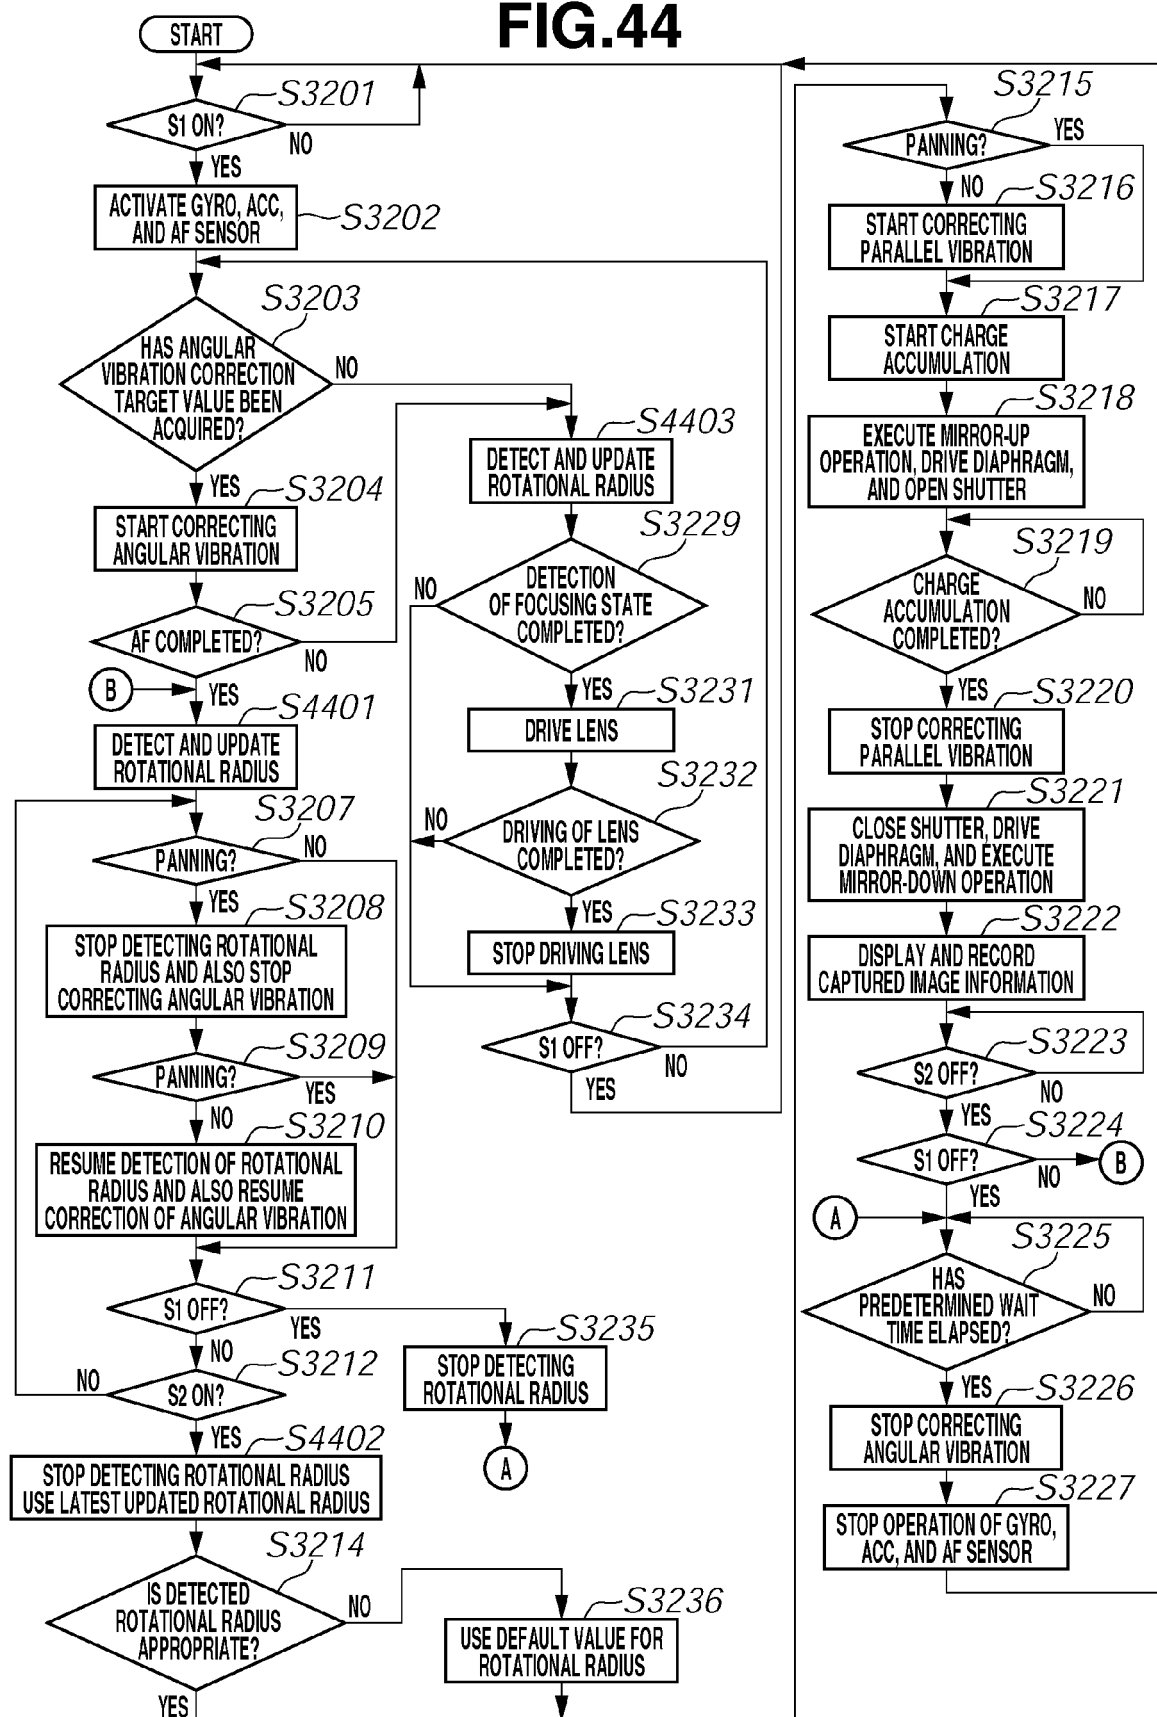 FIG.44
START
S3201
S1 ON?
NO
YES
ACTIVATE GYRO, ACC,
AND AF SENSOR
S3202
S3203
HAS ANGULAR
VIBRATION CORRECTION
TARGET VALUE BEEN
ACQUIRED?
NO
YES
S3204
START CORRECTING
ANGULAR VIBRATION
S3205
AF COMPLETED?
NO
B
YES
S4401
DETECT AND UPDATE
ROTATIONAL RADIUS
S3207
PANNING?
NO
YES
S3208
STOP DETECTING ROTATIONAL
RADIUS AND ALSO STOP
CORRECTING ANGULAR VIBRATION
S3209
PANNING?
YES
NO
S3210
RESUME DETECTION OF ROTATIONAL
RADIUS AND ALSO RESUME
CORRECTION OF ANGULAR VIBRATION
S3211
S1 OFF?
YES
NO
S3212
NO
S2 ON?
YES
S4402
STOP DETECTING ROTATIONAL RADIUS
USE LATEST UPDATED ROTATIONAL RADIUS
S3214
IS DETECTED
ROTATIONAL RADIUS
APPROPRIATE?
NO
YES
S4403
DETECT AND UPDATE
ROTATIONAL RADIUS
S3229
NO
DETECTION
OF FOCUSING STATE
COMPLETED?
YES
S3231
DRIVE LENS
S3232
NO
DRIVING OF LENS
COMPLETED?
YES
S3233
STOP DRIVING LENS
S3234
S1 OFF?
NO
YES
S3235
STOP DETECTING
ROTATIONAL RADIUS
A
S3236
USE DEFAULT VALUE FOR
ROTATIONAL RADIUS
S3215
PANNING?
YES
NO
S3216
START CORRECTING
PARALLEL VIBRATION
S3217
START CHARGE
ACCUMULATION
S3218
EXECUTE MIRROR-UP
OPERATION, DRIVE DIAPHRAGM,
AND OPEN SHUTTER
S3219
CHARGE
ACCUMULATION
COMPLETED?
NO
YES
S3220
STOP CORRECTING
PARALLEL VIBRATION
S3221
CLOSE SHUTTER, DRIVE
DIAPHRAGM, AND EXECUTE
MIRROR-DOWN OPERATION
S3222
DISPLAY AND RECORD
CAPTURED IMAGE INFORMATION
S3223
S2 OFF?
NO
YES
S3224
S1 OFF?
NO
B
YES
A
S3225
HAS
PREDETERMINED WAIT
TIME ELAPSED?
NO
YES
S3226
STOP CORRECTING
ANGULAR VIBRATION
S3227
STOP OPERATION OF GYRO,
ACC, AND AF SENSOR